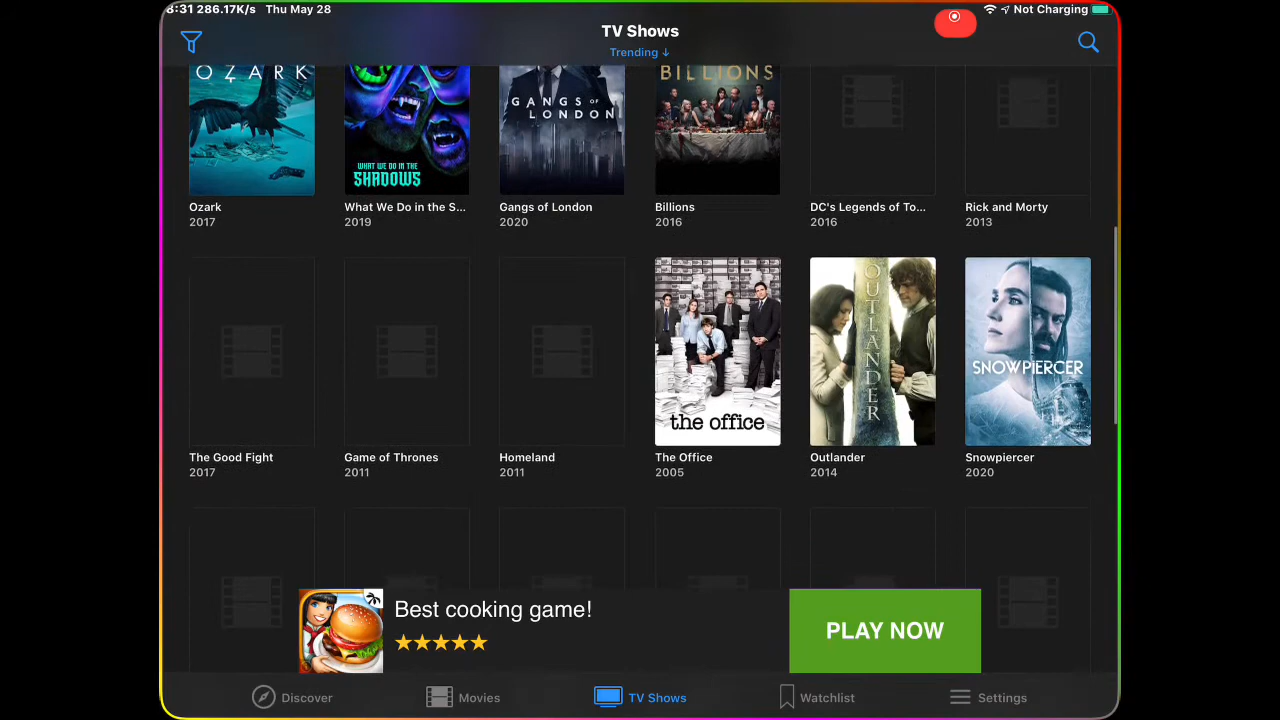 8:31 286.17K/s Thu May 28
Not Charging
TV Shows
Trending ↓
OZARK
WHAT WE DO IN THE
SHADOWS
GANGS OF
LONDON
BILLIONS
Ozark
2017
What We Do in the S...
2019
Gangs of London
2020
Billions
2016
DC's Legends of To...
2016
Rick and Morty
2013
the office
OUTLANDER
SNOWPIERCER
The Good Fight
2017
Game of Thrones
2011
Homeland
2011
The Office
2005
Outlander
2014
Snowpiercer
2020
Best cooking game!
PLAY NOW
Discover
Movies
TV Shows
Watchlist
Settings